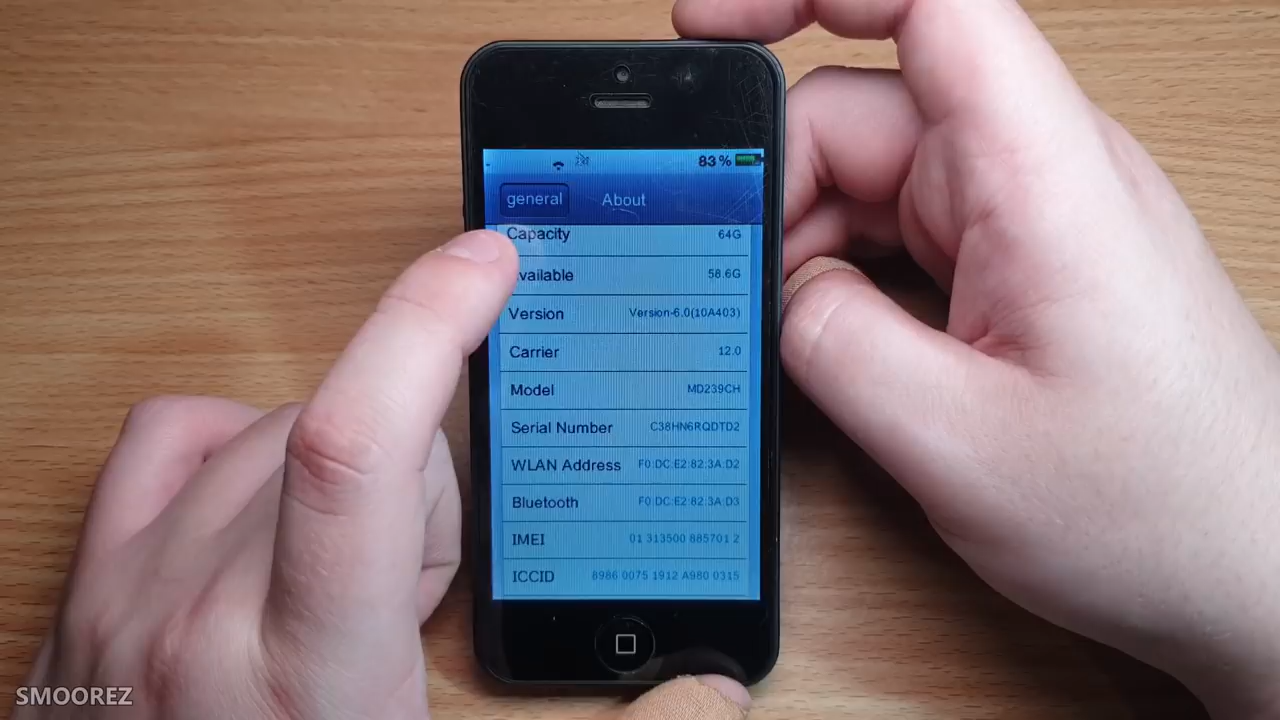 83%
general About
Capacity 64G
vailable 58.6G
Version Version-6.0(10A403)
Carrier 12.0
Model MD239CH
Serial Number C38HN6RQDTD2
WLAN Address F0:DC:E2:82:3A:D2
Bluetooth F0:DC:E2:82:3A:D3
IMEI 01 313500 885701 2
ICCID 8986 0075 1912 A980 0315
SMOOREZ